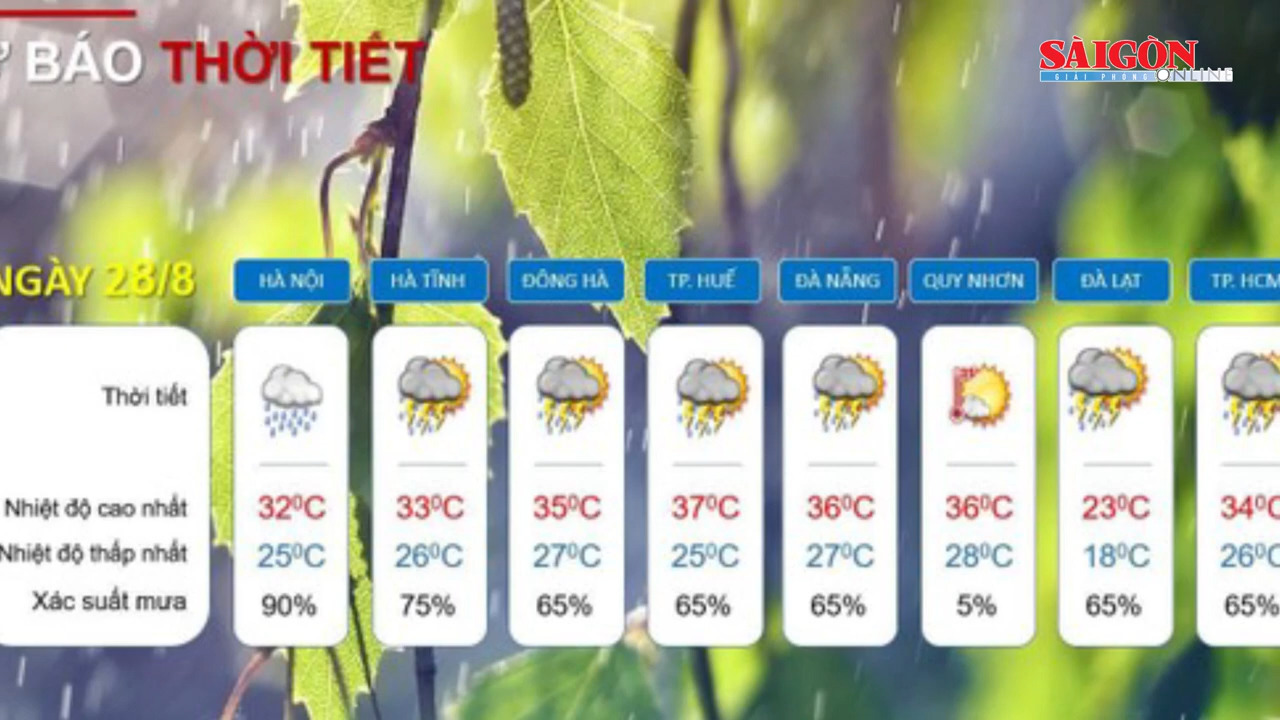 Ự BÁO THỜI TIẾT
SÀIGÒN
GIẢI PHÓNG ONLINE
NGÀY 28/8 HÀ NỘI HÀ TĨNH ĐÔNG HÀ TP. HUẾ ĐÀ NẴNG QUY NHƠN ĐÀ LẠT TP. HCM
Thời tiết
Nhiệt độ cao nhất 32⁰C 33⁰C 35⁰C 37⁰C 36⁰C 36⁰C 23⁰C 34⁰C
Nhiệt độ thấp nhất 25⁰C 26⁰C 27⁰C 25⁰C 27⁰C 28⁰C 18⁰C 26⁰C
Xác suất mưa 90% 75% 65% 65% 65% 5% 65% 65%